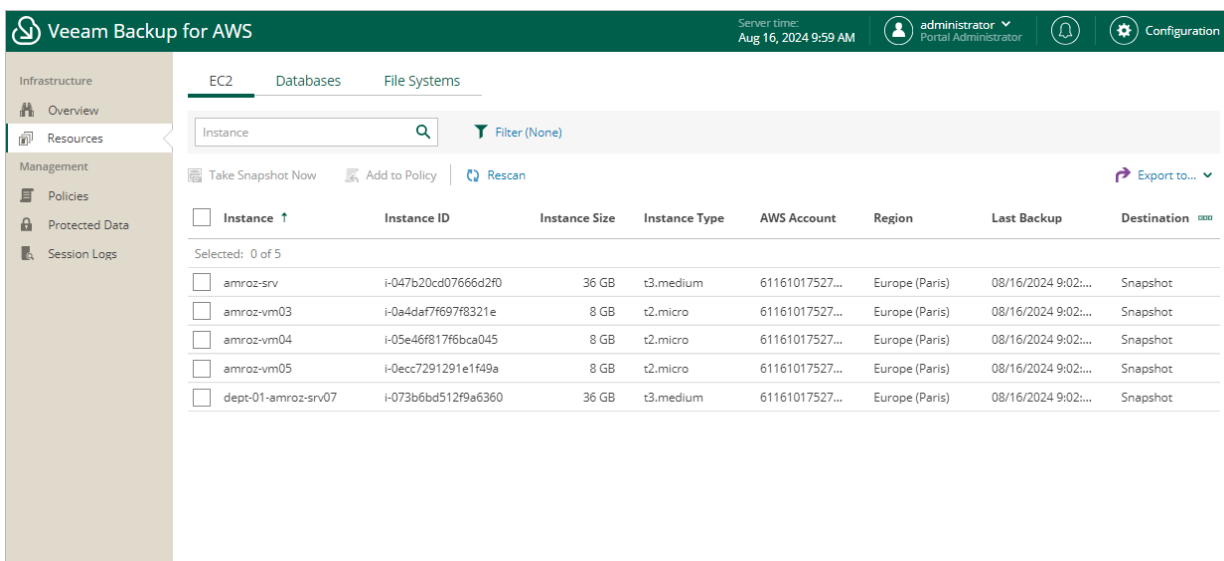 Veeam Backup for AWS
Server time:
Aug 16, 2024 9:59 AM
administrator
Portal Administrator
Configuration
Infrastructure
Overview
Resources
Management
Policies
Protected Data
Session Logs
EC2 Databases File Systems
Instance
Filter (None)
Take Snapshot Now Add to Policy Rescan Export to...
Instance ↑ Instance ID Instance Size Instance Type AWS Account Region Last Backup Destination
Selected: 0 of 5
amroz-srv i-047b20cd07666d2f0 36 GB t3.medium 61161017527... Europe (Paris) 08/16/2024 9:02:... Snapshot
amroz-vm03 i-0a4daf7f697f8321e 8 GB t2.micro 61161017527... Europe (Paris) 08/16/2024 9:02:... Snapshot
amroz-vm04 i-05e46f817f6bca045 8 GB t2.micro 61161017527... Europe (Paris) 08/16/2024 9:02:... Snapshot
amroz-vm05 i-0ecc7291291e1f49a 8 GB t2.micro 61161017527... Europe (Paris) 08/16/2024 9:02:... Snapshot
dept-01-amroz-srv07 i-073b6bd512f9a6360 36 GB t3.medium 61161017527... Europe (Paris) 08/16/2024 9:02:... Snapshot